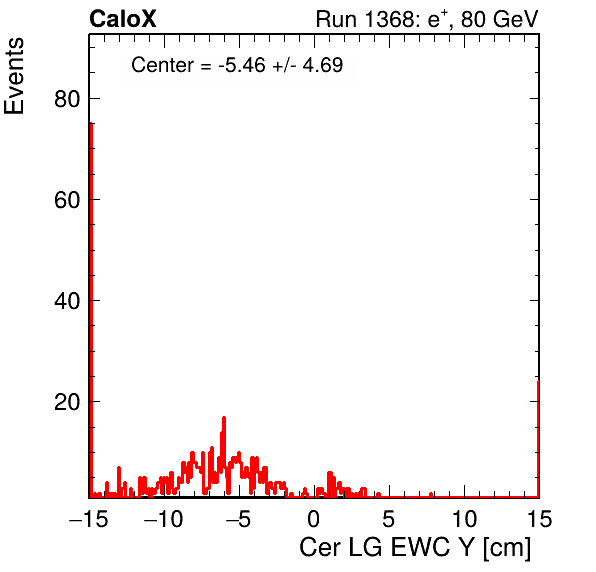 CaloX Run 1368: e⁺, 80 GeV
Events
Center = -5.46 +/- 4.69
80
60
40
20
−15 −10 −5 0 5 10 15
Cer LG EWC Y [cm]